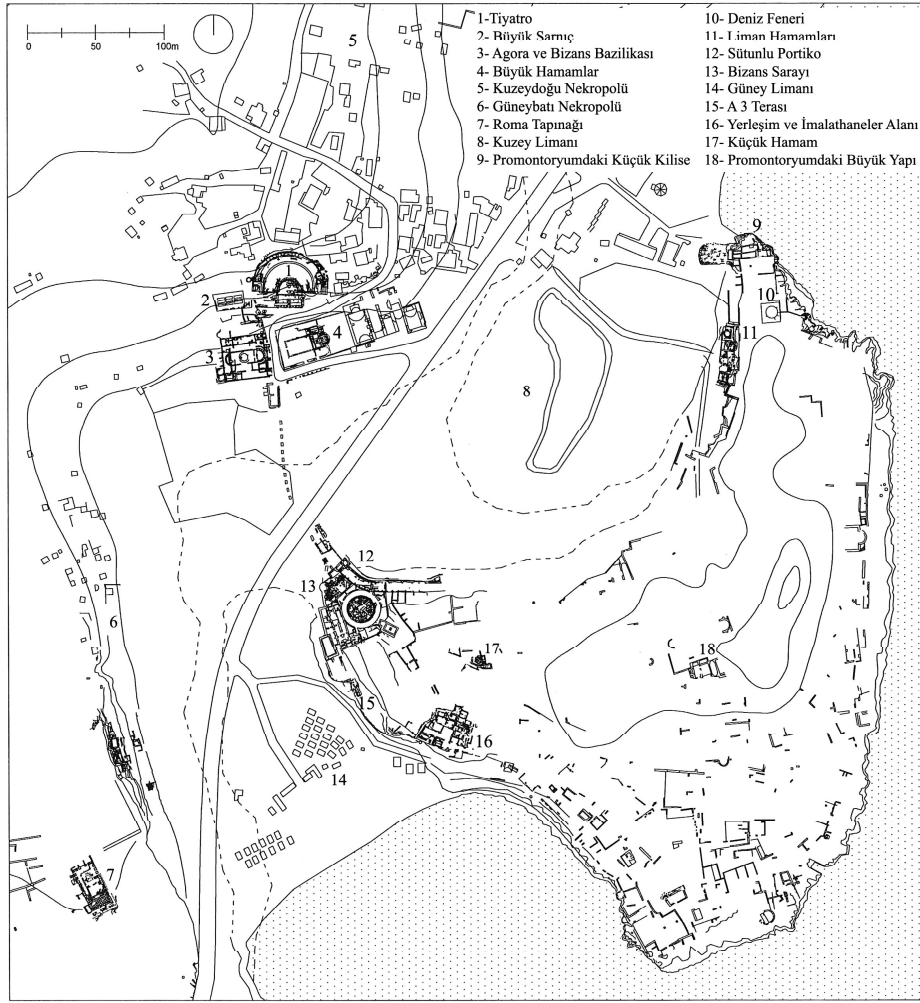 0 50 100m
1-Tiyatro
2- Büyük Sarnıç
3- Agora ve Bizans Bazilikası
4- Büyük Hamamlar
5- Kuzeydoğu Nekropolü
6- Güneybatı Nekropolü
7- Roma Tapınağı
8- Kuzey Limanı
9- Promontoryumdaki Küçük Kilise
10- Deniz Feneri
11- Liman Hamamları
12- Sütunlu Portiko
13- Bizans Sarayı
14- Güney Limanı
15- A 3 Terası
16- Yerleşim ve İmalathaneler Alanı
17- Küçük Hamam
18- Promontoryumdaki Büyük Yapı
5
9
1
2
10
4
11
3
8
12
13
6
17
18
15
16
14
7